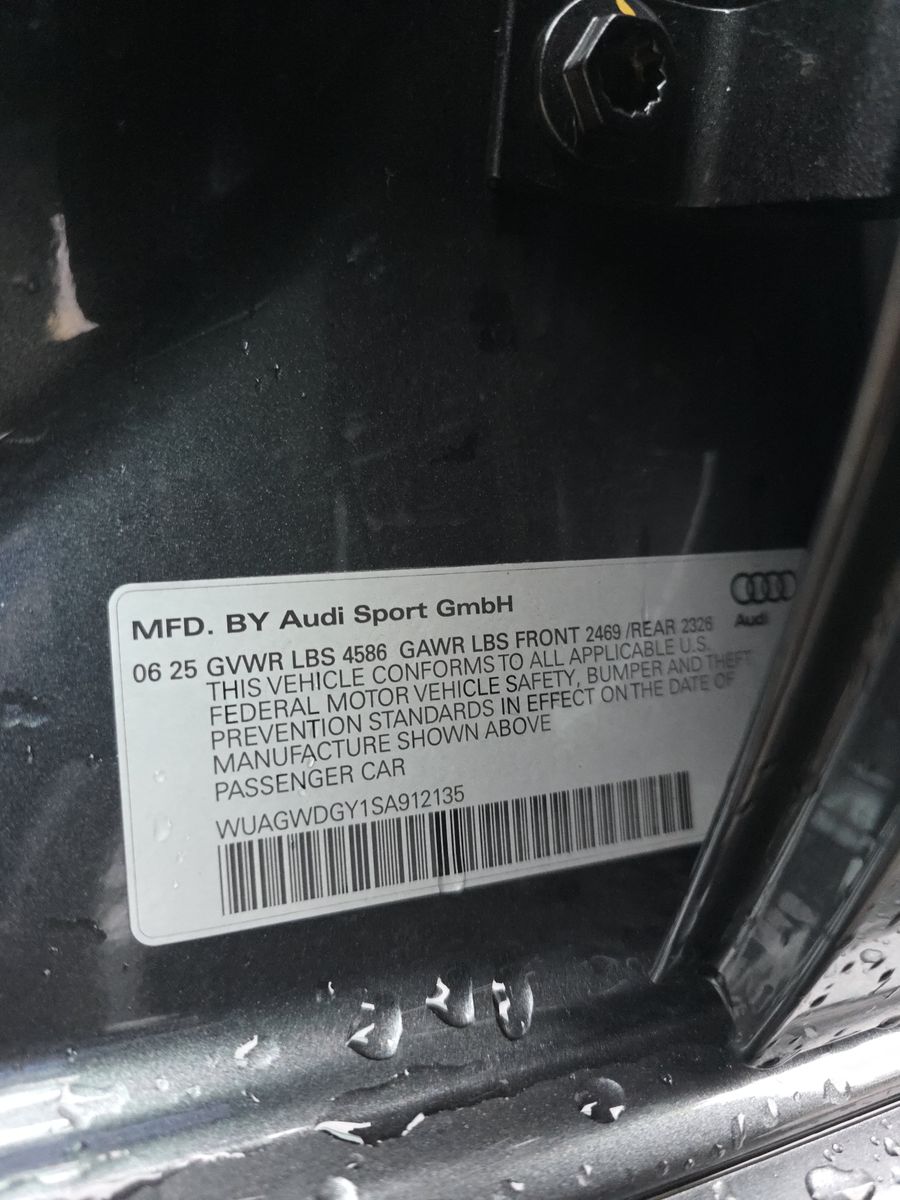 MFD. BY Audi Sport GmbH
Audi
06 25 GVWR LBS 4586 GAWR LBS FRONT 2469 /REAR 2326
THIS VEHICLE CONFORMS TO ALL APPLICABLE U.S.
FEDERAL MOTOR VEHICLE SAFETY, BUMPER AND THEFT
PREVENTION STANDARDS IN EFFECT ON THE DATE OF
MANUFACTURE SHOWN ABOVE
PASSENGER CAR
WUAGWDGY1SA912135